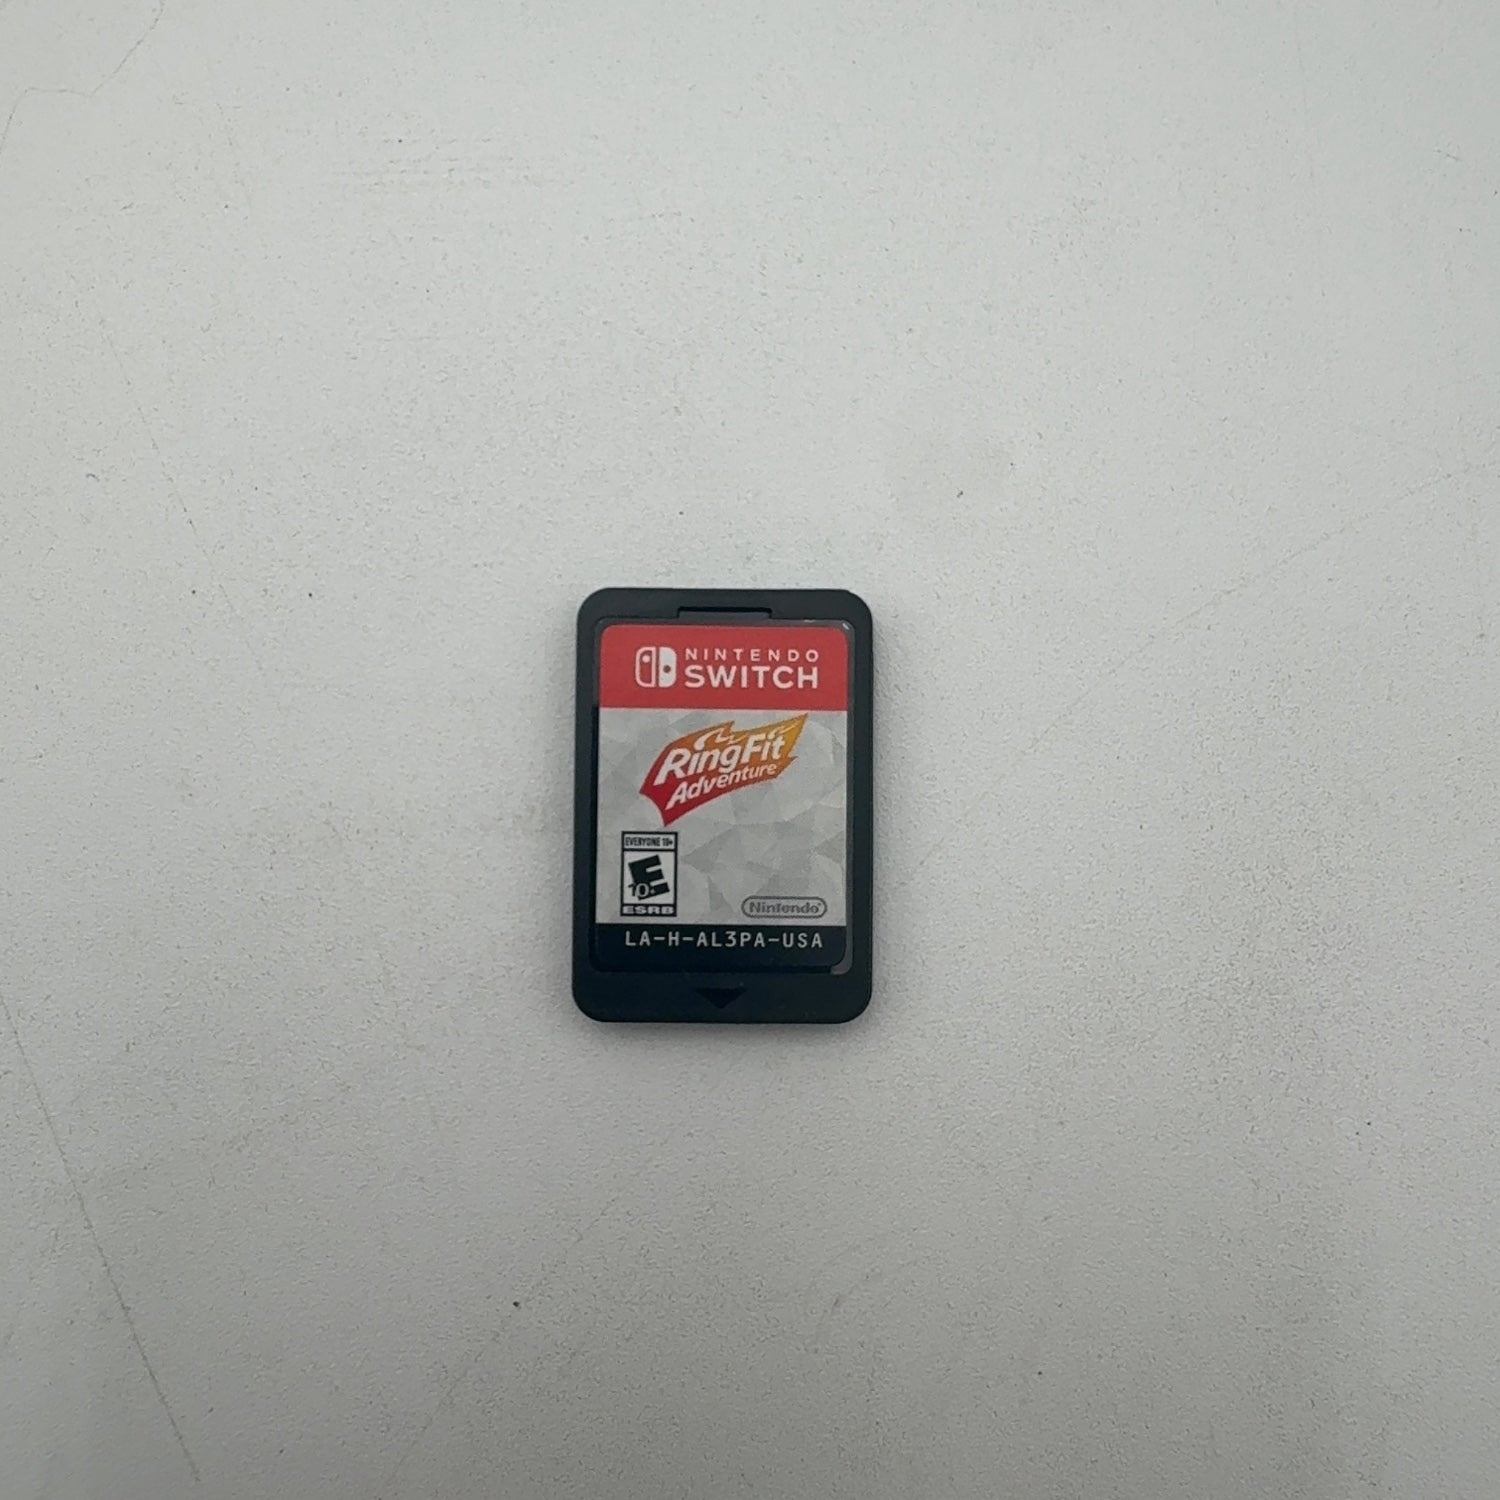 NINTENDO
SWITCH
RingFit
Adventure
EVERYONE 10+
E
10+
ESRB
Nintendo
LA-H-AL3PA-USA